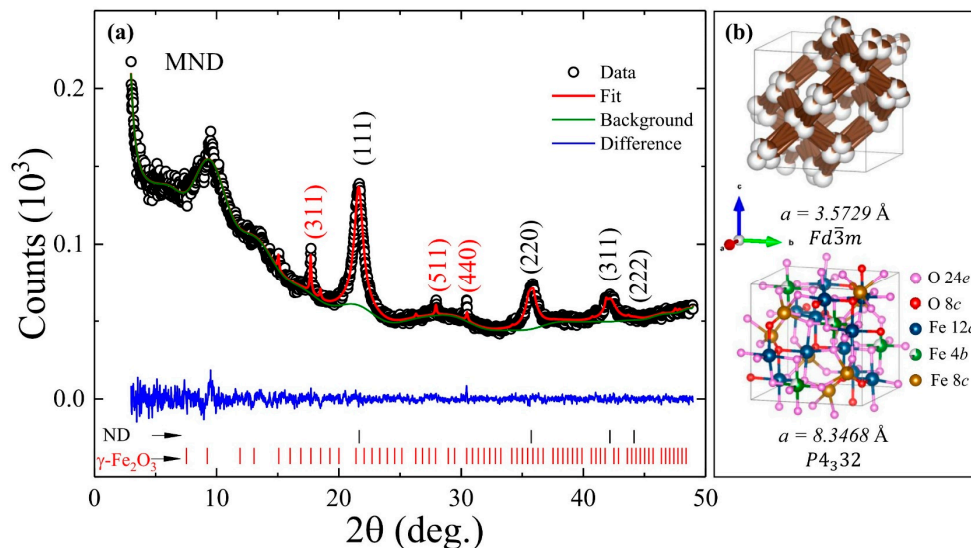 (a)
MND
Data
Fit
Background
Difference
(311)
(111)
(511)
(440)
(220)
(311)
(222)
Counts (10³)
0.2
0.1
0.0
ND
γ-Fe₂O₃
0 10 20 30 40 50
2θ (deg.)
(b)
c
a
b
a = 3.5729 Å
Fd3̅m
O 24e
O 8c
Fe 12d
Fe 4b
Fe 8c
a = 8.3468 Å
P4₃32